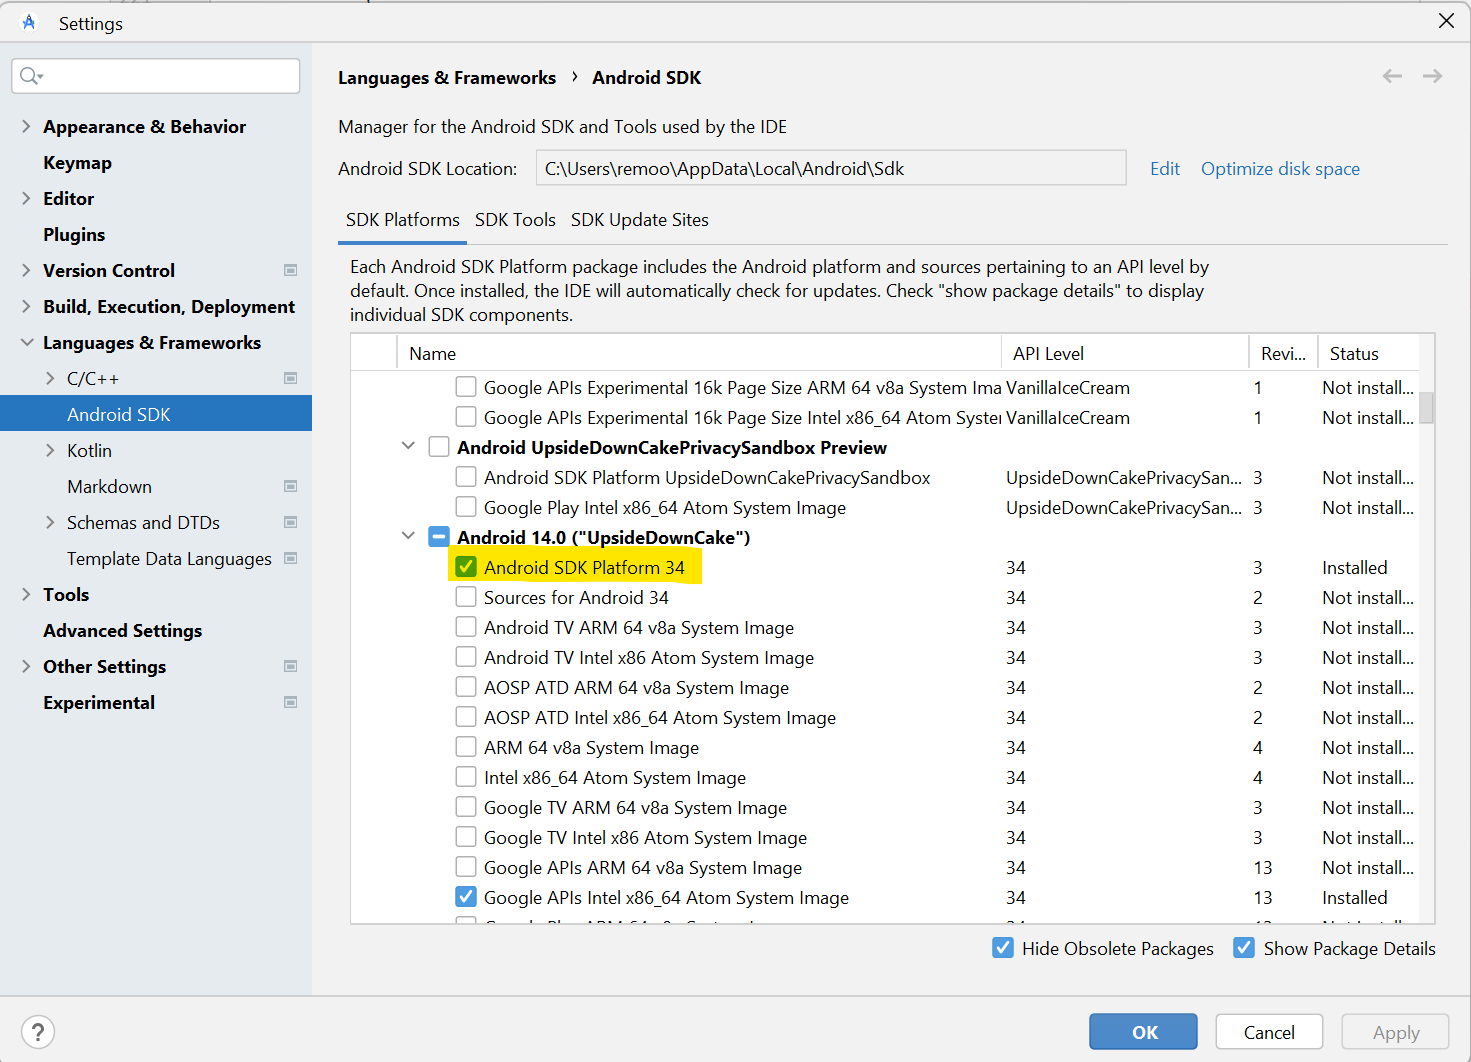 Settings
Languages & Frameworks › Android SDK
Appearance & Behavior
Keymap
Editor
Plugins
Version Control
Build, Execution, Deployment
Languages & Frameworks
C/C++
Android SDK
Kotlin
Markdown
Schemas and DTDs
Template Data Languages
Tools
Advanced Settings
Other Settings
Experimental
Manager for the Android SDK and Tools used by the IDE
Android SDK Location: C:\Users\remoo\AppData\Local\Android\Sdk Edit Optimize disk space
SDK Platforms SDK Tools SDK Update Sites
Each Android SDK Platform package includes the Android platform and sources pertaining to an API level by
default. Once installed, the IDE will automatically check for updates. Check "show package details" to display
individual SDK components.
Name API Level Revi... Status
Google APIs Experimental 16k Page Size ARM 64 v8a System Ima VanillaIceCream 1 Not install...
Google APIs Experimental 16k Page Size Intel x86_64 Atom Syster VanillaIceCream 1 Not install...
Android UpsideDownCakePrivacySandbox Preview
Android SDK Platform UpsideDownCakePrivacySandbox UpsideDownCakePrivacySan... 3 Not install...
Google Play Intel x86_64 Atom System Image UpsideDownCakePrivacySan... 3 Not install...
Android 14.0 ("UpsideDownCake")
Android SDK Platform 34 34 3 Installed
Sources for Android 34 34 2 Not install...
Android TV ARM 64 v8a System Image 34 3 Not install...
Android TV Intel x86 Atom System Image 34 3 Not install...
AOSP ATD ARM 64 v8a System Image 34 2 Not install...
AOSP ATD Intel x86_64 Atom System Image 34 2 Not install...
ARM 64 v8a System Image 34 4 Not install...
Intel x86_64 Atom System Image 34 4 Not install...
Google TV ARM 64 v8a System Image 34 3 Not install...
Google TV Intel x86 Atom System Image 34 3 Not install...
Google APIs ARM 64 v8a System Image 34 13 Not install...
Google APIs Intel x86_64 Atom System Image 34 13 Installed
Hide Obsolete Packages Show Package Details
? OK Cancel Apply